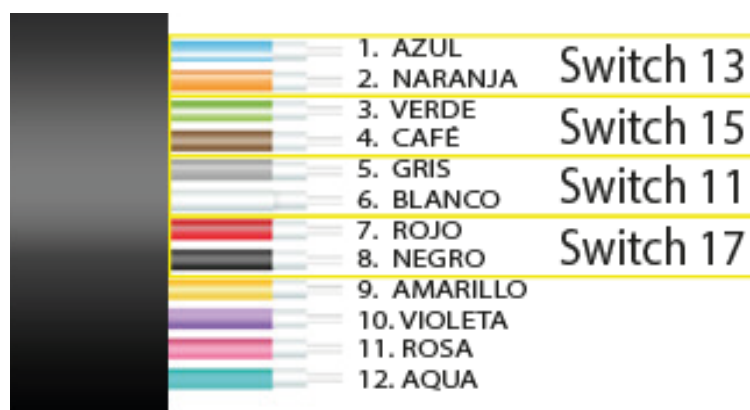 1. AZUL
2. NARANJA
Switch 13
3. VERDE
4. CAFÉ
Switch 15
5. GRIS
6. BLANCO
Switch 11
7. ROJO
8. NEGRO
Switch 17
9. AMARILLO
10. VIOLETA
11. ROSA
12. AQUA